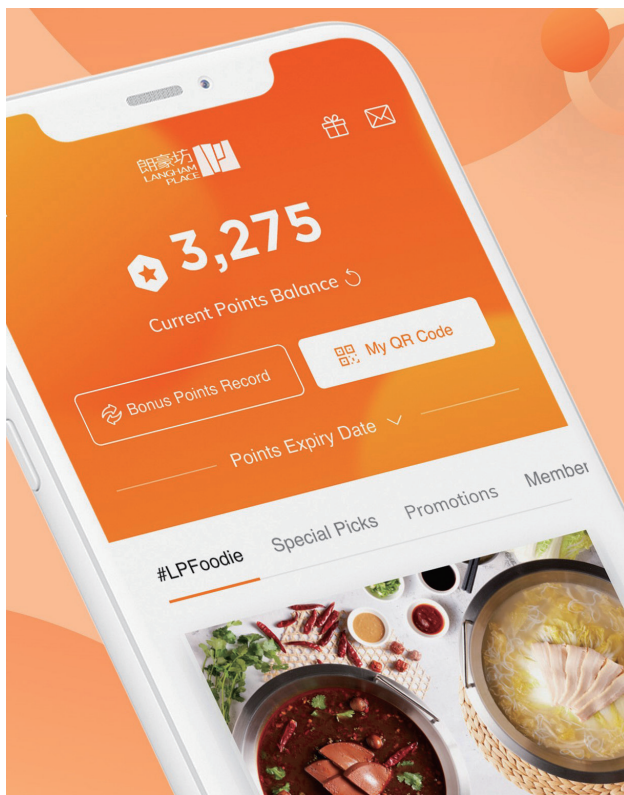 朗豪坊
LANGHAM
PLACE
3,275
Current Points Balance
Bonus Points Record
My QR Code
Points Expiry Date
#LPFoodie
Special Picks
Promotions
Member